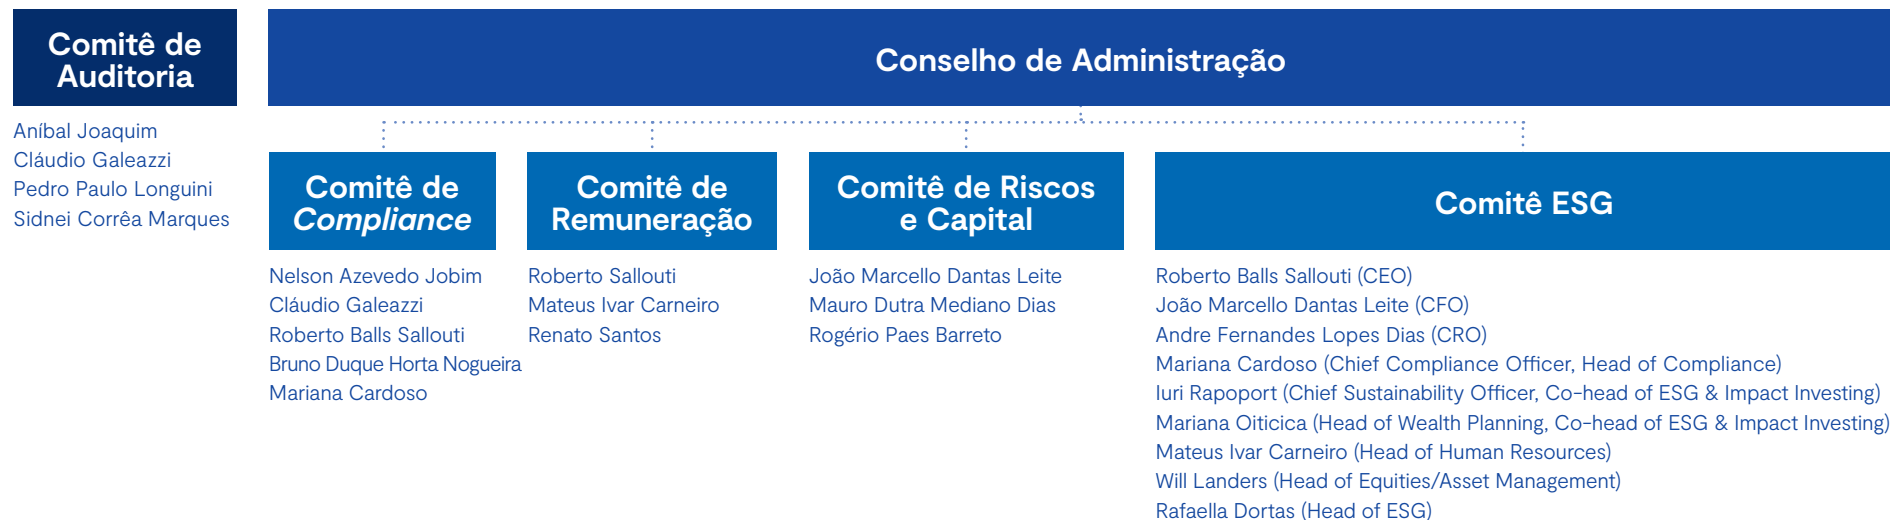 Comitê de
Auditoria
Aníbal Joaquim
Cláudio Galeazzi
Pedro Paulo Longuini
Sidnei Corrêa Marques
Conselho de Administração
Comitê de
Compliance
Nelson Azevedo Jobim
Cláudio Galeazzi
Roberto Balls Sallouti
Bruno Duque Horta Nogueira
Mariana Cardoso
Comitê de
Remuneração
Roberto Sallouti
Mateus Ivar Carneiro
Renato Santos
Comitê de Riscos
e Capital
João Marcello Dantas Leite
Mauro Dutra Mediano Dias
Rogério Paes Barreto
Comitê ESG
Roberto Balls Sallouti (CEO)
João Marcello Dantas Leite (CFO)
Andre Fernandes Lopes Dias (CRO)
Mariana Cardoso (Chief Compliance Officer, Head of Compliance)
Iuri Rapoport (Chief Sustainability Officer, Co-head of ESG & Impact Investing)
Mariana Oiticica (Head of Wealth Planning, Co-head of ESG & Impact Investing)
Mateus Ivar Carneiro (Head of Human Resources)
Will Landers (Head of Equities/Asset Management)
Rafaella Dortas (Head of ESG)